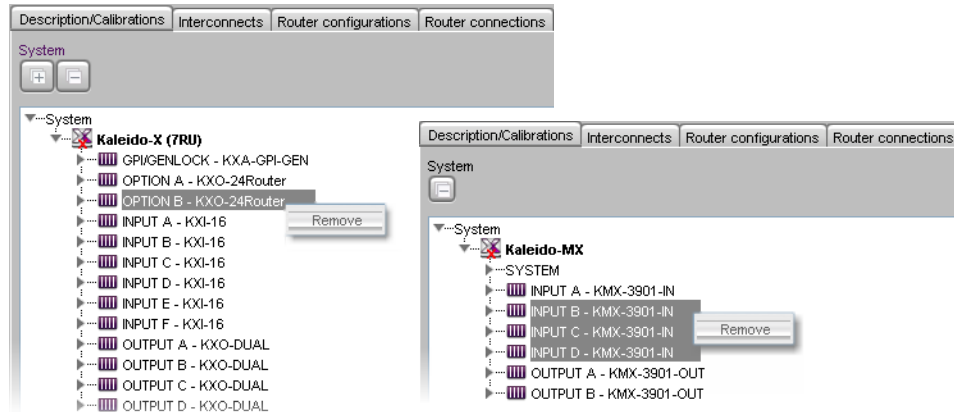 Description/Calibrations Interconnects Router configurations Router connections
System
System
Kaleido-X (7RU)
GPI/GENLOCK - KXA-GPI-GEN
OPTION A - KXO-24Router
OPTION B - KXO-24Router
Remove
INPUT A - KXI-16
INPUT B - KXI-16
INPUT C - KXI-16
INPUT D - KXI-16
INPUT E - KXI-16
INPUT F - KXI-16
OUTPUT A - KXO-DUAL
OUTPUT B - KXO-DUAL
OUTPUT C - KXO-DUAL
OUTPUT D - KXO-DUAL
Description/Calibrations Interconnects Router configurations Router connections
System
System
Kaleido-MX
SYSTEM
INPUT A - KMX-3901-IN
INPUT B - KMX-3901-IN
INPUT C - KMX-3901-IN
Remove
INPUT D - KMX-3901-IN
OUTPUT A - KMX-3901-OUT
OUTPUT B - KMX-3901-OUT